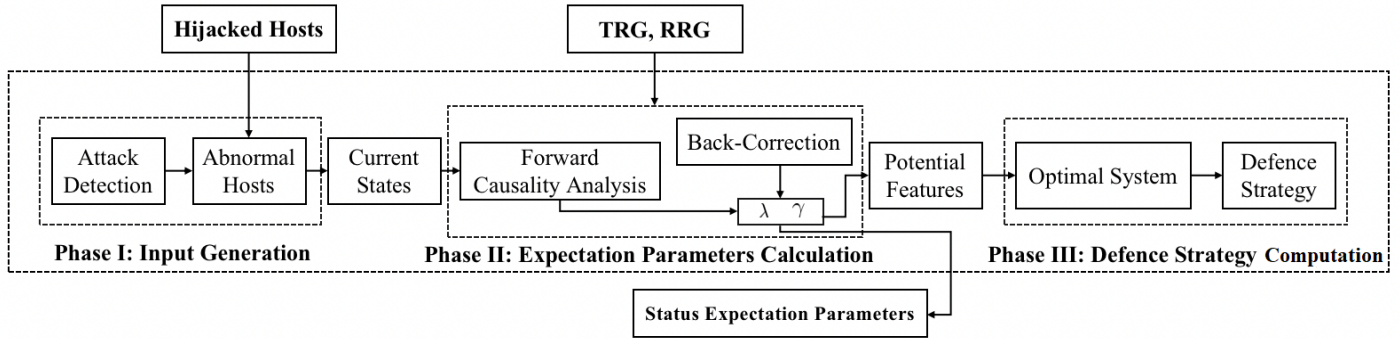 Hijacked Hosts
TRG, RRG
Attack
Detection
Abnormal
Hosts
Current
States
Forward
Causality Analysis
Back-Correction
λ γ
Potential
Features
Optimal System
Defence
Strategy
Phase I: Input Generation
Phase II: Expectation Parameters Calculation
Phase III: Defence Strategy Computation
Status Expectation Parameters